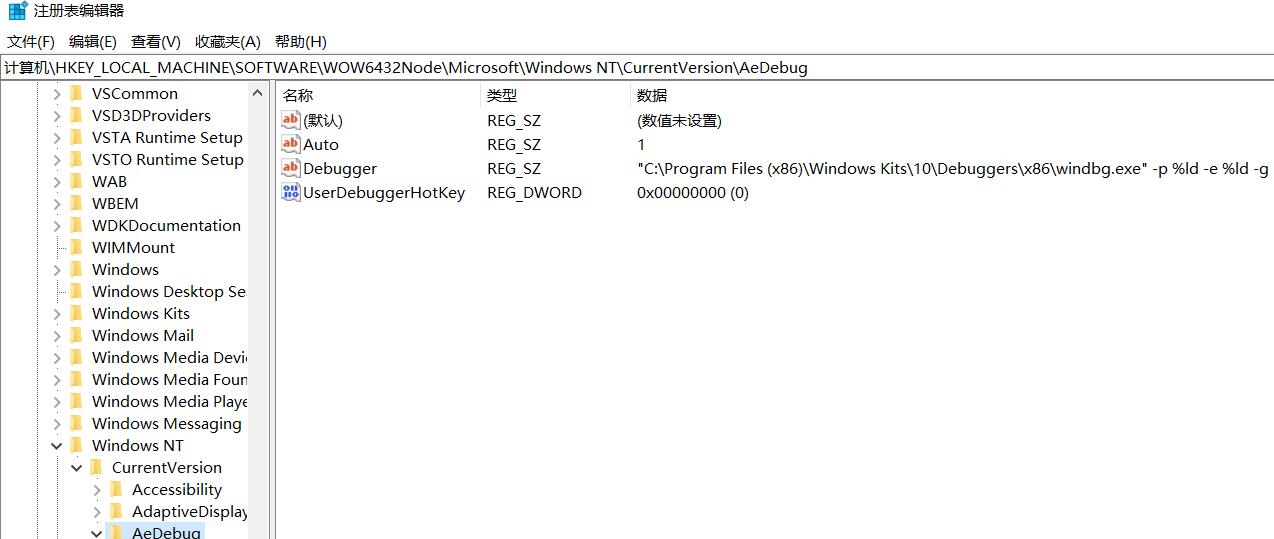 注册表编辑器
文件(F) 编辑(E) 查看(V) 收藏夹(A) 帮助(H)
计算机\HKEY_LOCAL_MACHINE\SOFTWARE\WOW6432Node\Microsoft\Windows NT\CurrentVersion\AeDebug
VSCommon
VSD3DProviders
VSTA Runtime Setup
VSTO Runtime Setup
WAB
WBEM
WDKDocumentation
WIMMount
Windows
Windows Desktop Se
Windows Kits
Windows Mail
Windows Media Devi
Windows Media Foun
Windows Media Playe
Windows Messaging
Windows NT
CurrentVersion
Accessibility
AdaptiveDisplay
AeDebug
名称 类型 数据
(默认) REG_SZ (数值未设置)
Auto REG_SZ 1
Debugger REG_SZ "C:\Program Files (x86)\Windows Kits\10\Debuggers\x86\windbg.exe" -p %ld -e %ld -g
UserDebuggerHotKey REG_DWORD 0x00000000 (0)